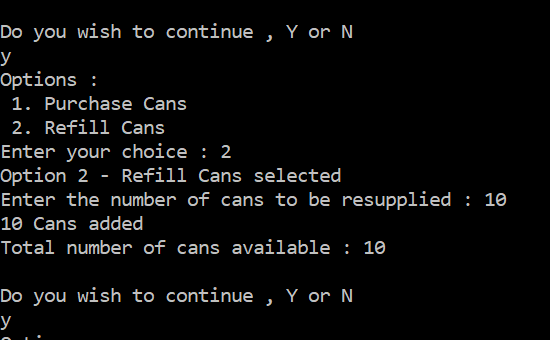 Do you wish to continue , Y or N
y
Options :
 1. Purchase Cans
 2. Refill Cans
Enter your choice : 2
Option 2 - Refill Cans selected
Enter the number of cans to be resupplied : 10
10 Cans added
Total number of cans available : 10
Do you wish to continue , Y or N
y